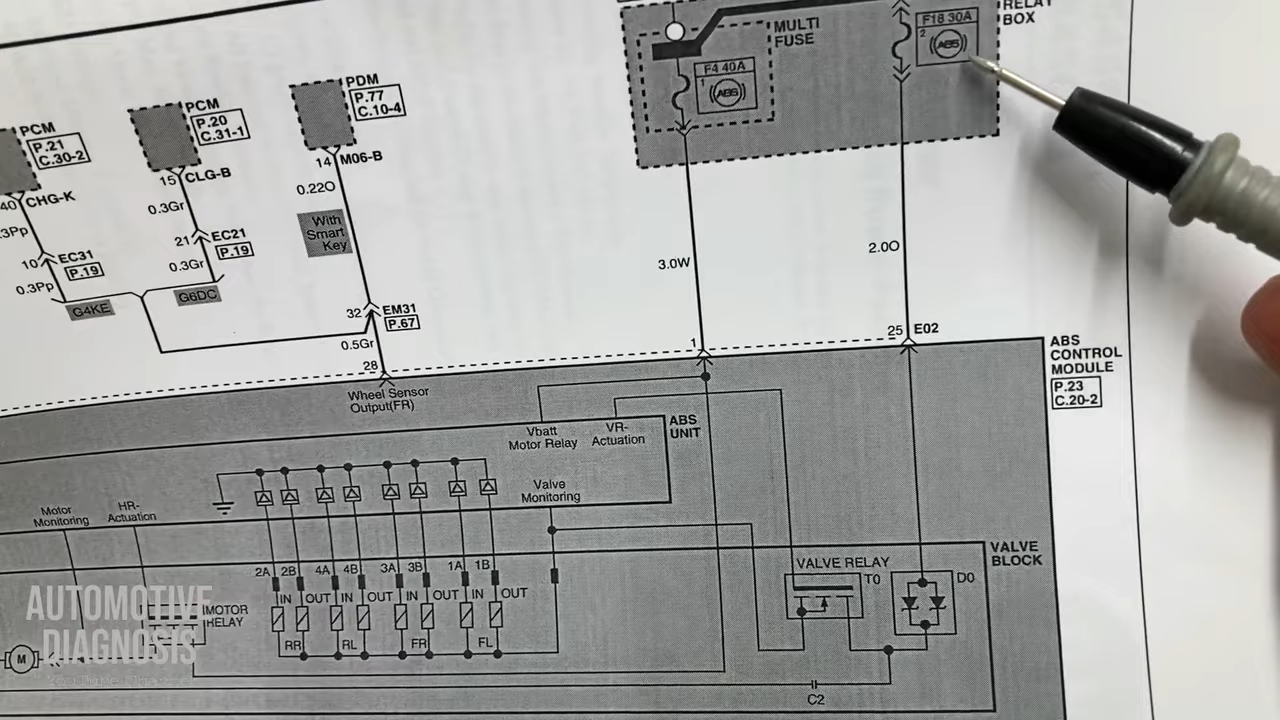 RELAY
BOX
F18 30A
2
ABS
MULTI
FUSE
F4 40A
1
ABS
PDM
P.77
C.10-4
PCM
P.20
C.31-1
PCM
P.21
C.30-2
14
M06-B
15
CLG-B
40
CHG-K
0.22O
0.3Gr
.3Pp
With
Smart
Key
21
EC21
P.19
10
EC31
P.19
0.3Gr
0.3Pp
G6DC
G4KE
3.0W
2.0O
32
EM31
P.67
0.5Gr
28
1
25
E02
ABS
CONTROL
MODULE
P.23
C.20-2
Wheel Sensor
Output(FR)
ABS
UNIT
Vbatt
Motor Relay
VR-
Actuation
Valve
Monitoring
Motor
Monitoring
HR-
Actuation
VALVE
BLOCK
2A 2B 4A 4B 3A 3B 1A 1B
VALVE RELAY
T0
D0
IN OUT IN OUT IN OUT IN OUT
MOTOR
RELAY
RR RL FR FL
M
C2
AUTOMOTIVE
DIAGNOSIS